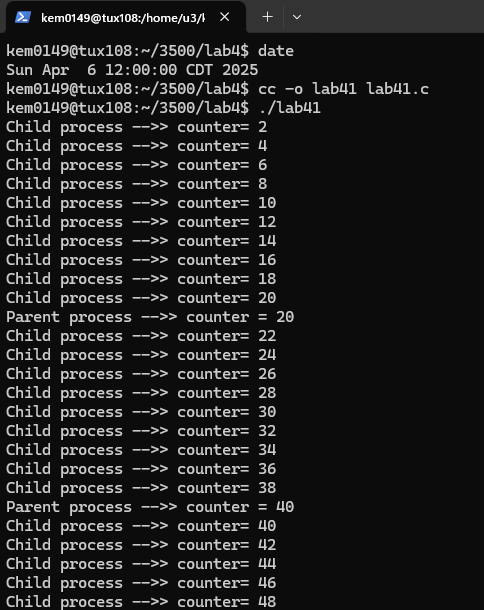 kem0149@tux108:/home/u3/k
kem0149@tux108:~/3500/lab4$ date
Sun Apr  6 12:00:00 CDT 2025
kem0149@tux108:~/3500/lab4$ cc -o lab41 lab41.c
kem0149@tux108:~/3500/lab4$ ./lab41
Child process -->> counter= 2
Child process -->> counter= 4
Child process -->> counter= 6
Child process -->> counter= 8
Child process -->> counter= 10
Child process -->> counter= 12
Child process -->> counter= 14
Child process -->> counter= 16
Child process -->> counter= 18
Child process -->> counter= 20
Parent process -->> counter = 20
Child process -->> counter= 22
Child process -->> counter= 24
Child process -->> counter= 26
Child process -->> counter= 28
Child process -->> counter= 30
Child process -->> counter= 32
Child process -->> counter= 34
Child process -->> counter= 36
Child process -->> counter= 38
Parent process -->> counter = 40
Child process -->> counter= 40
Child process -->> counter= 42
Child process -->> counter= 44
Child process -->> counter= 46
Child process -->> counter= 48